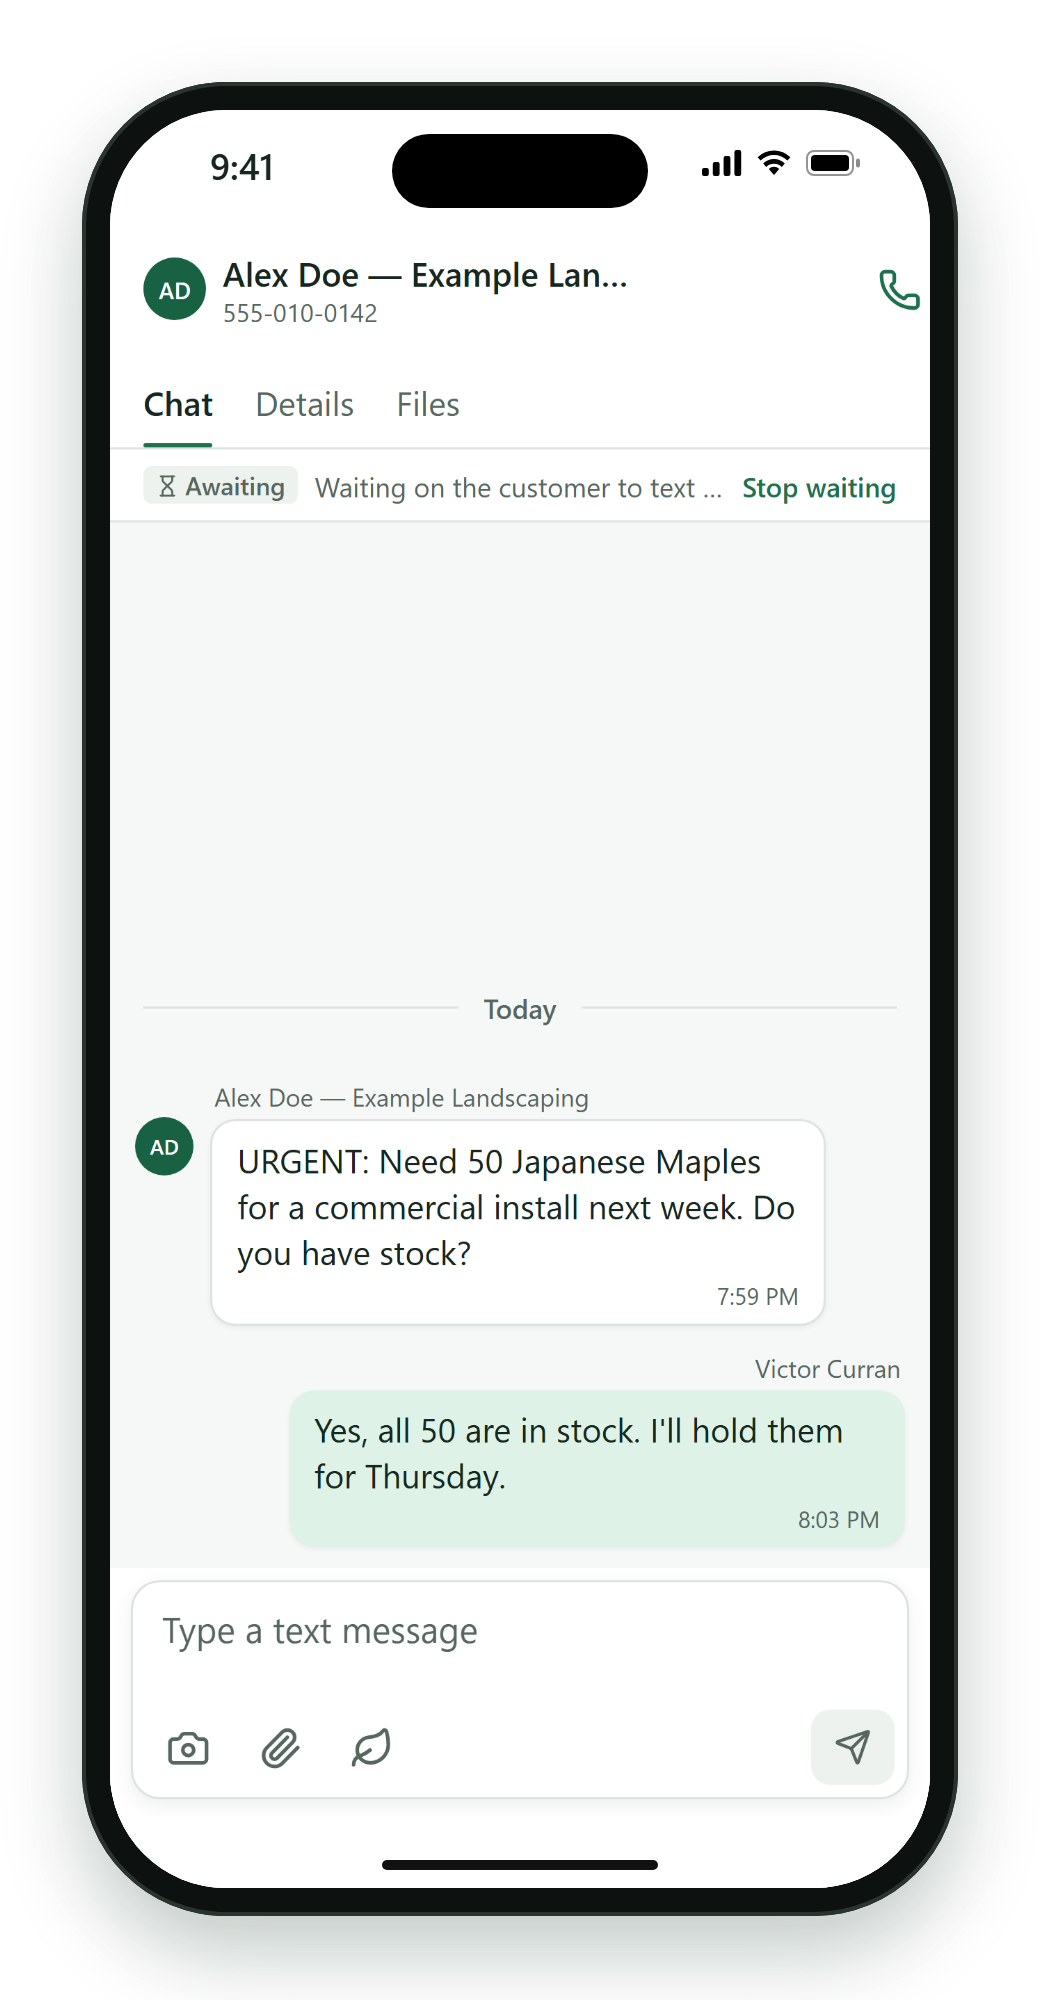 9:41
AD
Alex Doe — Example Lan...
555-010-0142
Chat Details Files
Awaiting Waiting on the customer to text ... Stop waiting
Today
Alex Doe — Example Landscaping
AD
URGENT: Need 50 Japanese Maples
for a commercial install next week. Do
you have stock?
7:59 PM
Victor Curran
Yes, all 50 are in stock. I'll hold them
for Thursday.
8:03 PM
Type a text message